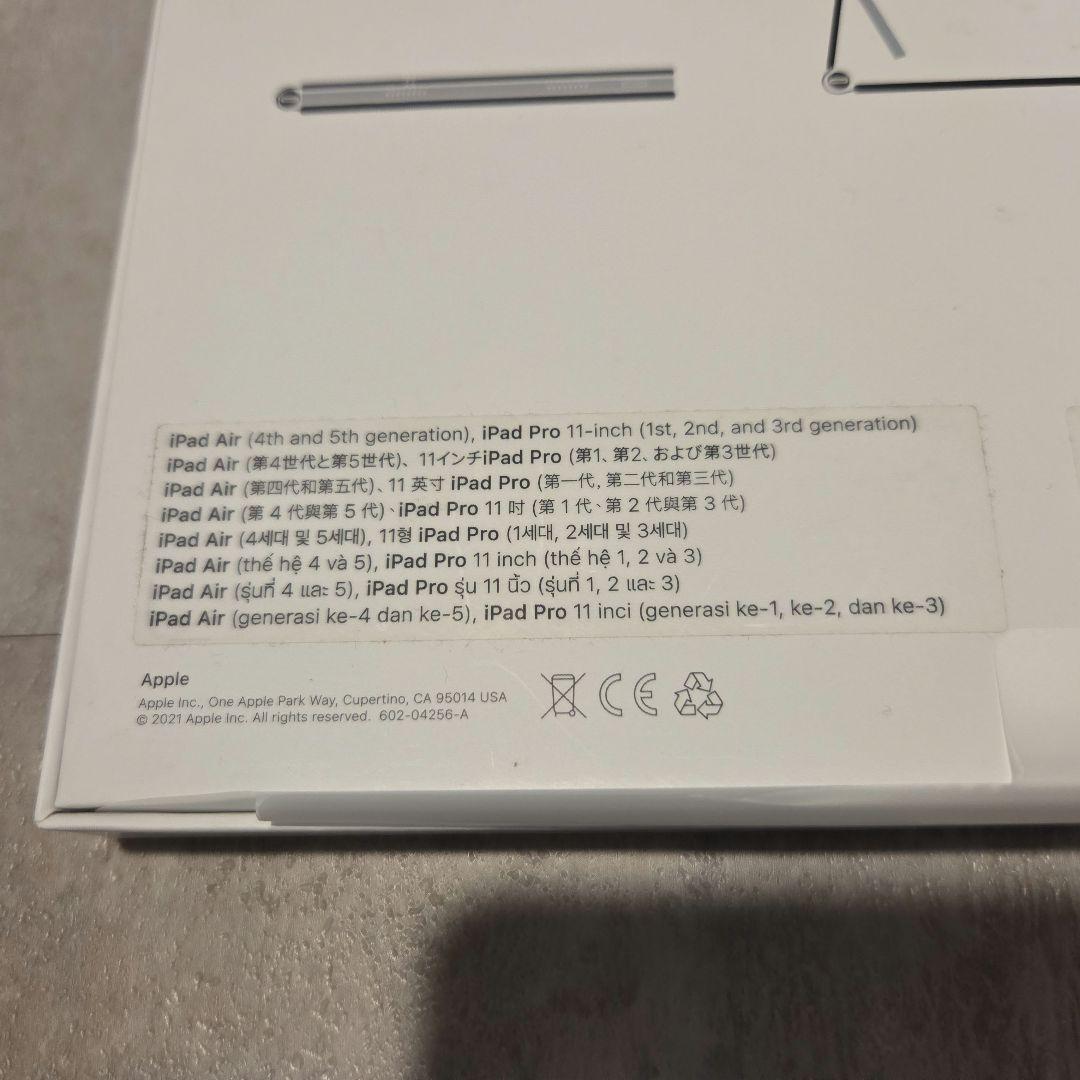 iPad Air (4th and 5th generation), iPad Pro 11-inch (1st, 2nd, and 3rd generation)
iPad Air (第4世代と第5世代)、11インチiPad Pro (第1、第2、および第3世代)
iPad Air (第四代和第五代)、11 英寸 iPad Pro (第一代, 第二代和第三代)
iPad Air (第 4 代與第 5 代)、iPad Pro 11 吋 (第 1 代、第 2 代與第 3 代)
iPad Air (4세대 및 5세대), 11형 iPad Pro (1세대, 2세대 및 3세대)
iPad Air (thế hệ 4 và 5), iPad Pro 11 inch (thế hệ 1, 2 và 3)
iPad Air (รุ่นที่ 4 และ 5), iPad Pro รุ่น 11 นิ้ว (รุ่นที่ 1, 2 และ 3)
iPad Air (generasi ke-4 dan ke-5), iPad Pro 11 inci (generasi ke-1, ke-2, dan ke-3)
Apple
Apple Inc., One Apple Park Way, Cupertino, CA 95014 USA
© 2021 Apple Inc. All rights reserved. 602-04256-A
CE